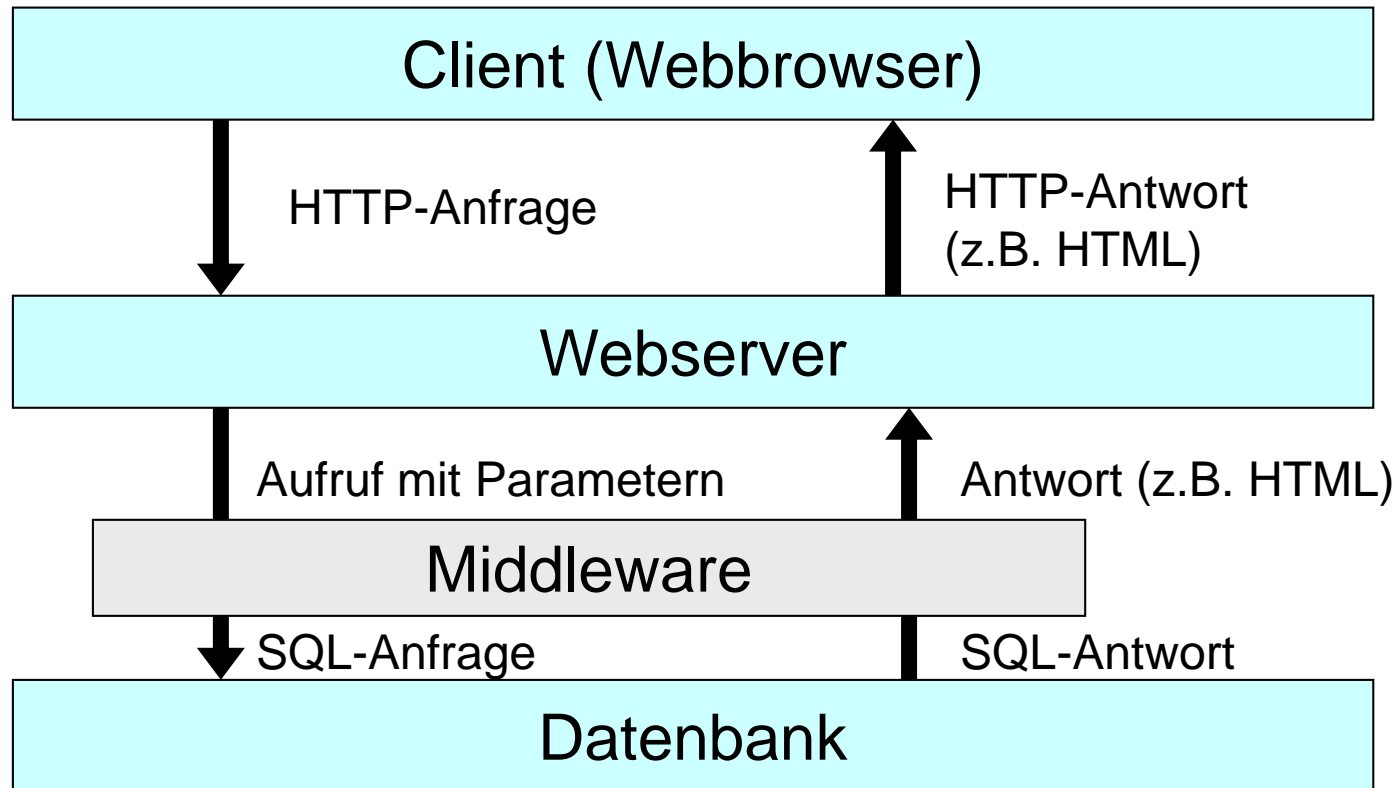 Client (Webbrowser)
HTTP-Anfrage
HTTP-Antwort
(z.B. HTML)
Webserver
Aufruf mit Parametern
Antwort (z.B. HTML)
Middleware
SQL-Anfrage
SQL-Antwort
Datenbank